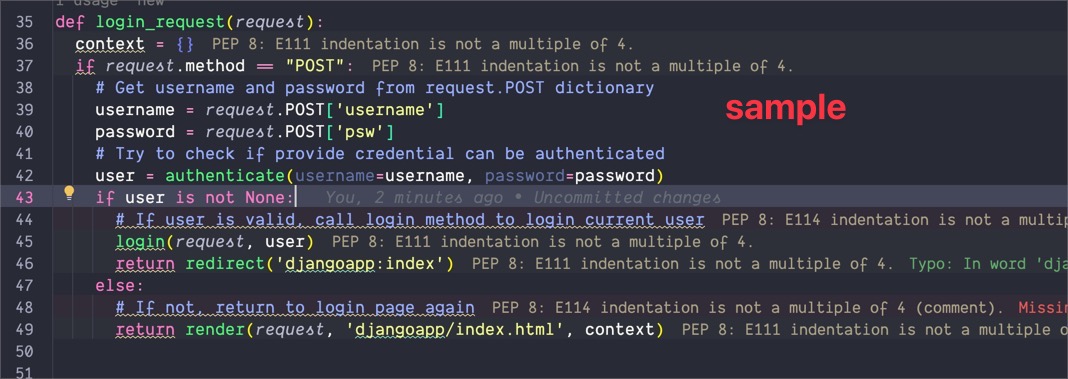 1 usage new
35 def login_request(request):
36 context = {} PEP 8: E111 indentation is not a multiple of 4.
37 if request.method == "POST": PEP 8: E111 indentation is not a multiple of 4.
38 # Get username and password from request.POST dictionary
39 username = request.POST['username']
sample
40 password = request.POST['psw']
41 # Try to check if provide credential can be authenticated
42 user = authenticate(username=username, password=password)
43 if user is not None: You, 2 minutes ago • Uncommitted changes
44 # If user is valid, call login method to login current user PEP 8: E114 indentation is not a multip
45 login(request, user) PEP 8: E111 indentation is not a multiple of 4.
46 return redirect('djangoapp:index') PEP 8: E111 indentation is not a multiple of 4. Typo: In word 'dja
47 else:
48 # If not, return to login page again PEP 8: E114 indentation is not a multiple of 4 (comment). Missin
49 return render(request, 'djangoapp/index.html', context) PEP 8: E111 indentation is not a multiple o
50
51